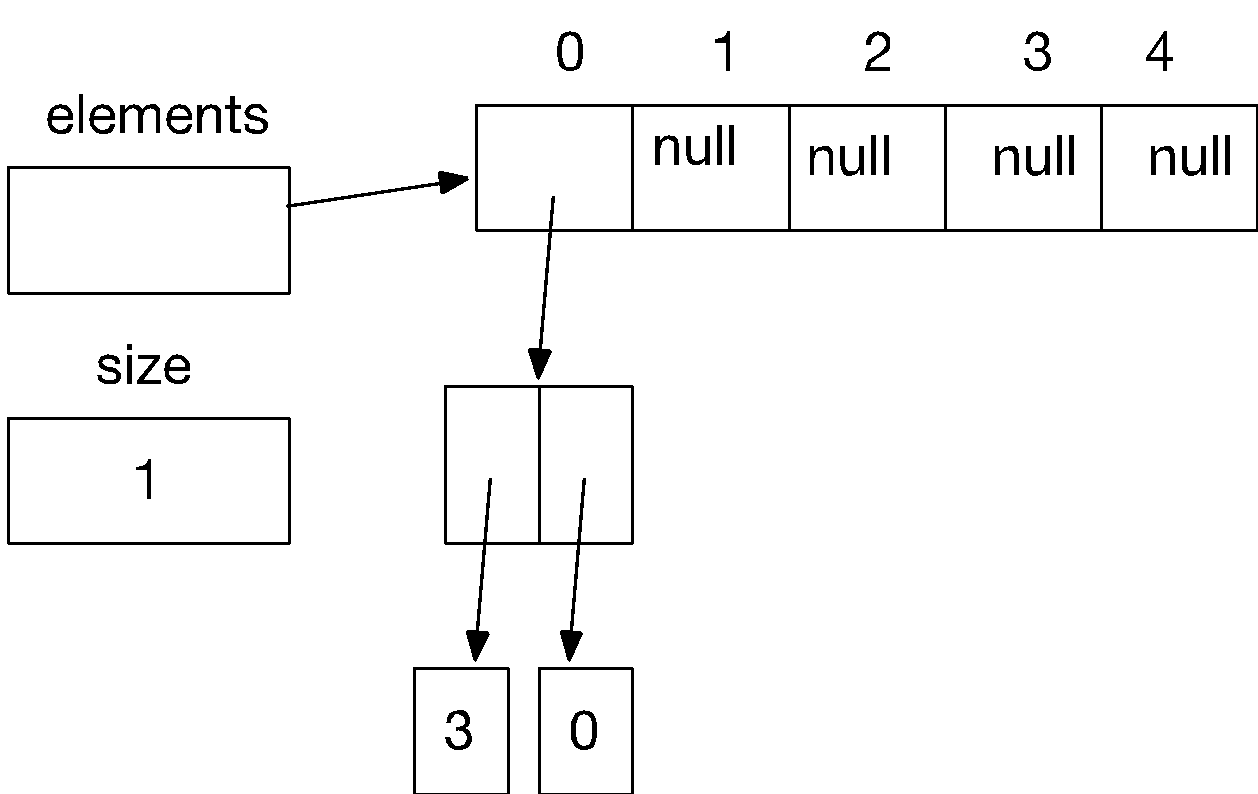 0 1 2 3 4
elements
null null null null
size
1
3 0